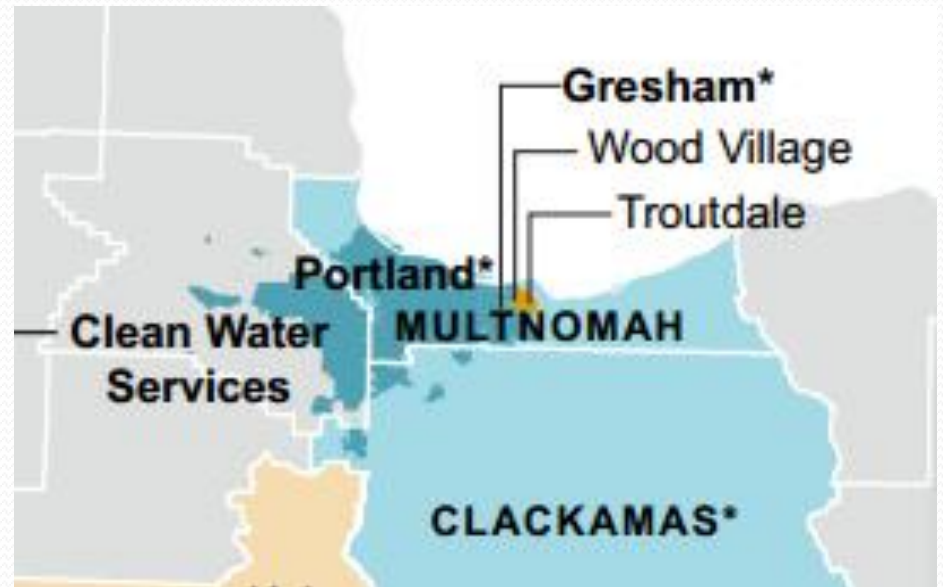 Gresham*
Wood Village
Troutdale
Portland*
MULTNOMAH
Clean Water
Services
CLACKAMAS*